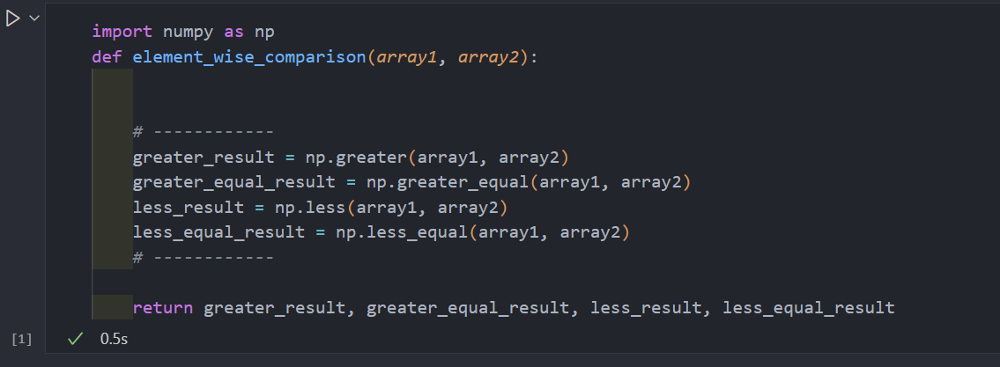 import numpy as np
def element_wise_comparison(array1, array2):
# ------------
greater_result = np.greater(array1, array2)
greater_equal_result = np.greater_equal(array1, array2)
less_result = np.less(array1, array2)
less_equal_result = np.less_equal(array1, array2)
# ------------
return greater_result, greater_equal_result, less_result, less_equal_result
[1] 0.5s